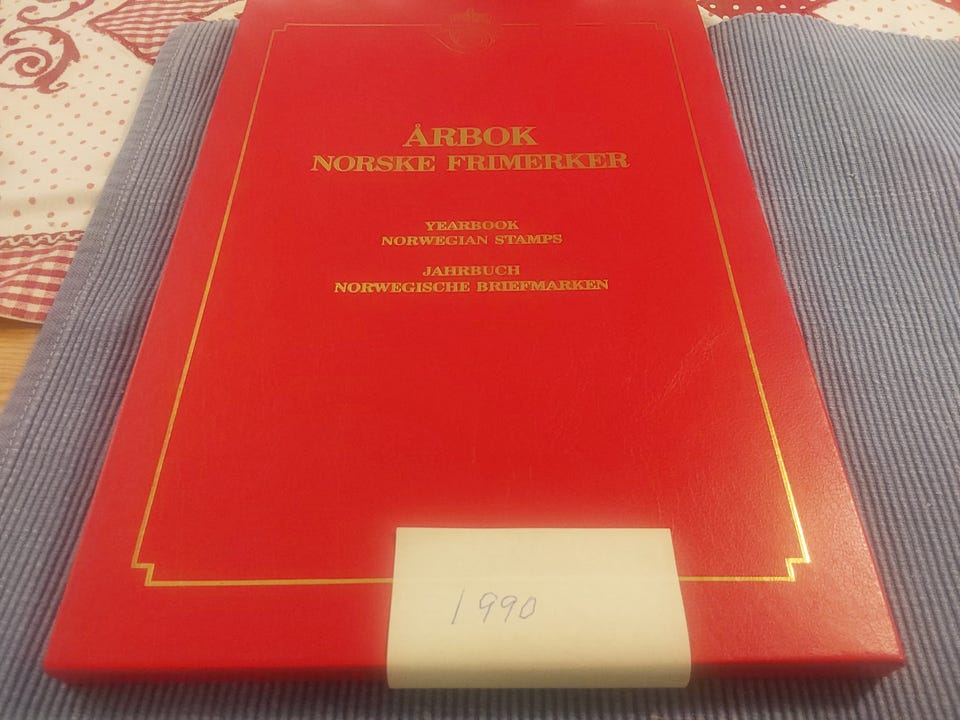 ÅRBOK
NORSKE FRIMERKER
YEARBOOK
NORWEGIAN STAMPS
JAHRBUCH
NORWEGISCHE BRIEFMARKEN
1990